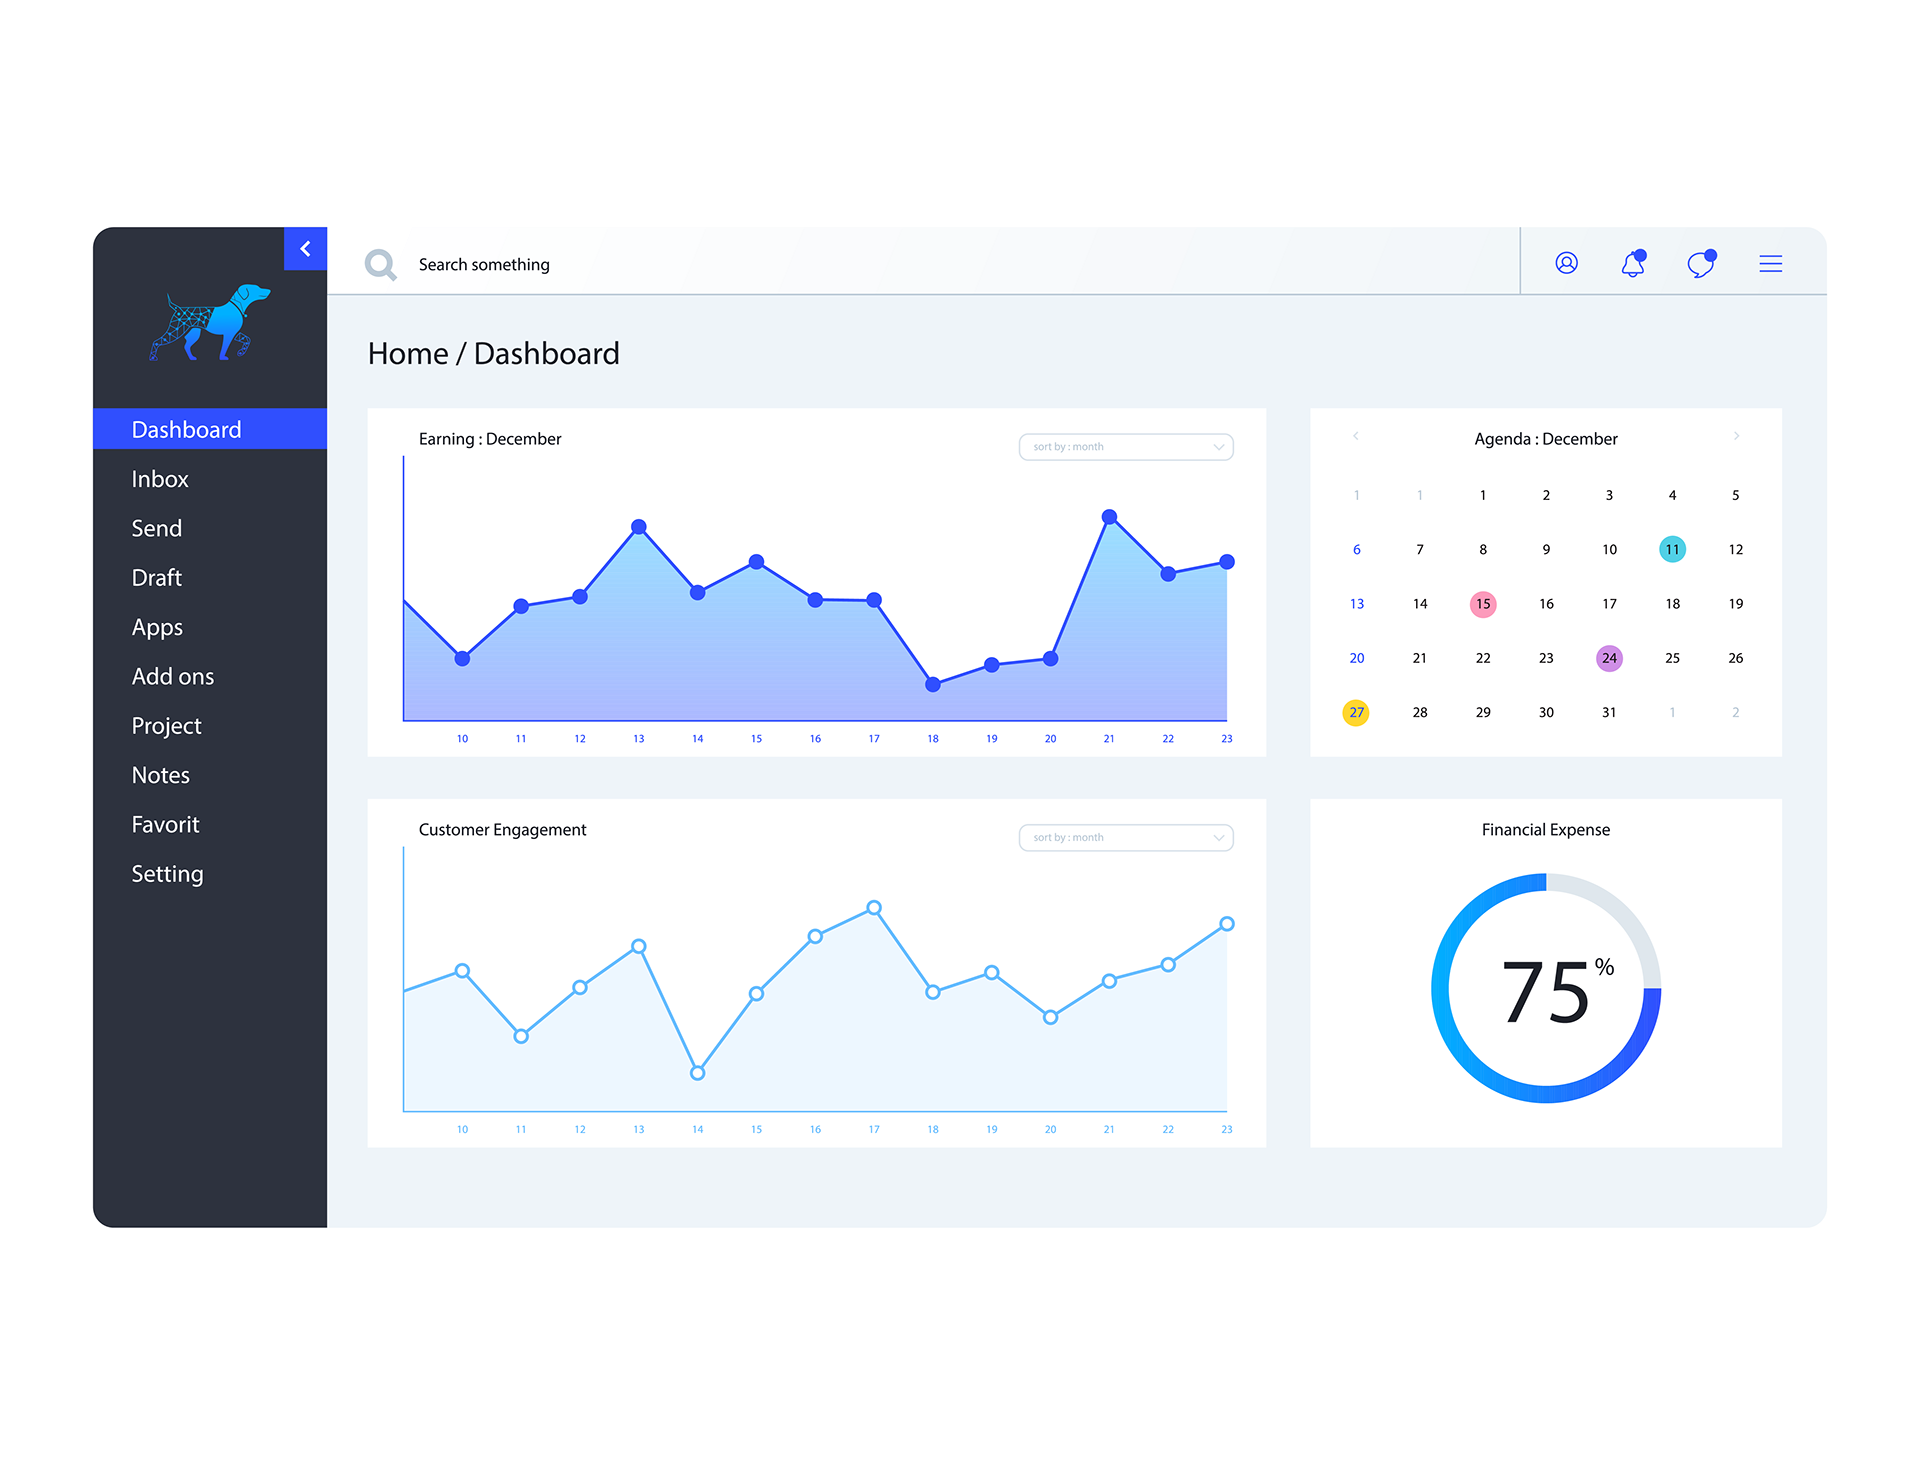 Search something
Home / Dashboard
Dashboard
Inbox
Send
Draft
Apps
Add ons
Project
Notes
Favorit
Setting
Earning : December
sort by : month
10 11 12 13 14 15 16 17 18 19 20 21 22 23
Agenda : December
1 1 1 2 3 4 5
6 7 8 9 10 11 12
13 14 15 16 17 18 19
20 21 22 23 24 25 26
27 28 29 30 31 1 2
Customer Engagement
sort by : month
10 11 12 13 14 15 16 17 18 19 20 21 22 23
Financial Expense
75%